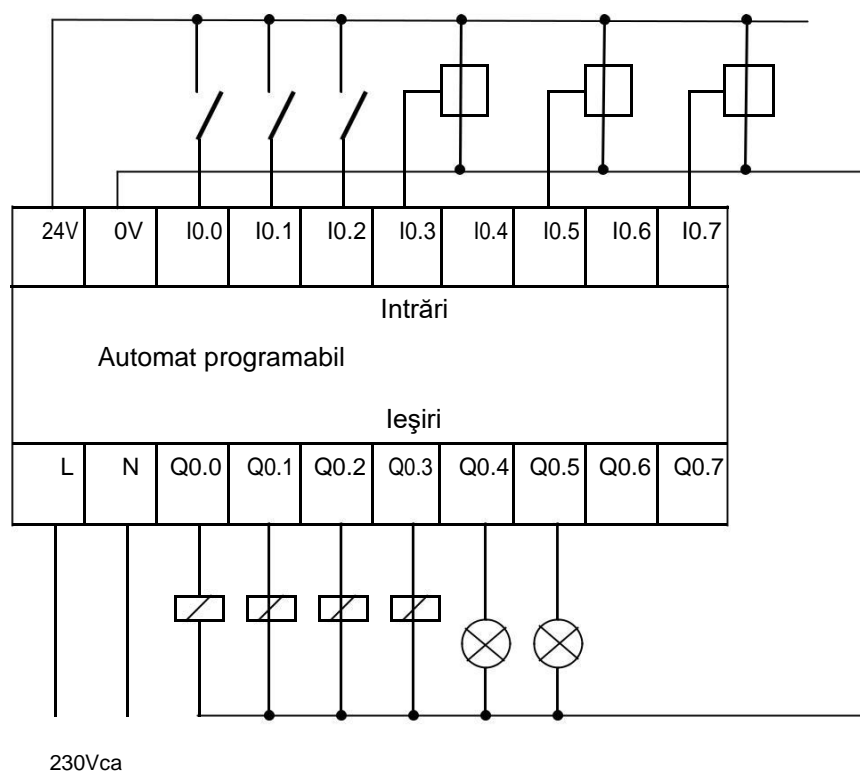 24V 0V I0.0 I0.1 I0.2 I0.3 I0.4 I0.5 I0.6 I0.7
Intrări
Automat programabil
Ieşiri
L N Q0.0 Q0.1 Q0.2 Q0.3 Q0.4 Q0.5 Q0.6 Q0.7
230Vca